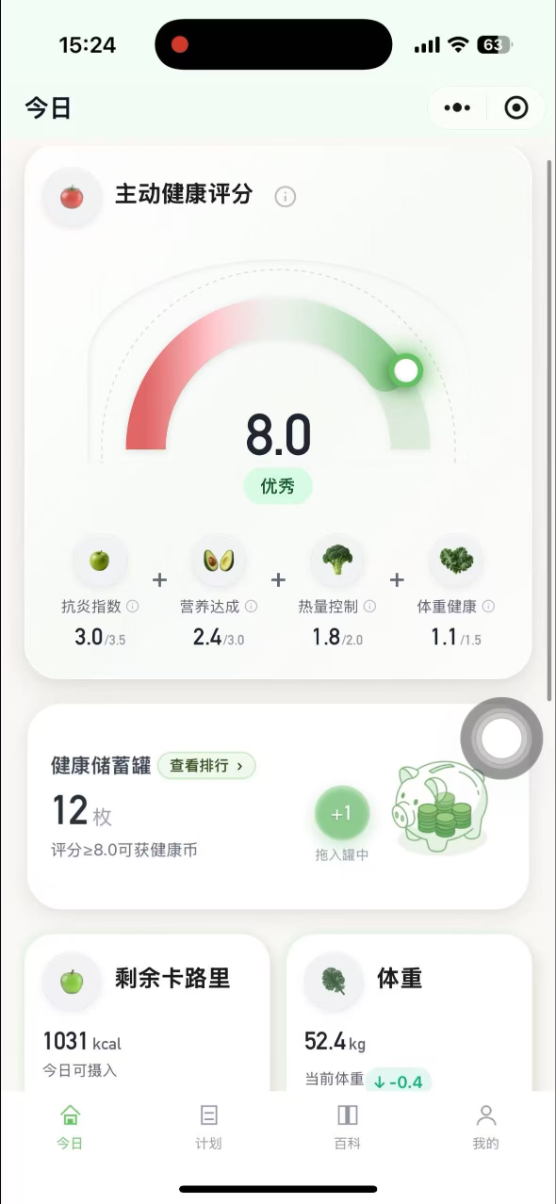 15:24
63
今日
主动健康评分
8.0
优秀
+ + +
抗炎指数 营养达成 热量控制 体重健康
3.0/3.5 2.4/3.0 1.8/2.0 1.1/1.5
健康储蓄罐 查看排行 ›
12 枚
评分≥8.0可获健康币
+1
拖入罐中
剩余卡路里
1031 kcal
今日可摄入
体重
52.4kg
当前体重 ↓ -0.4
今日 计划 百科 我的